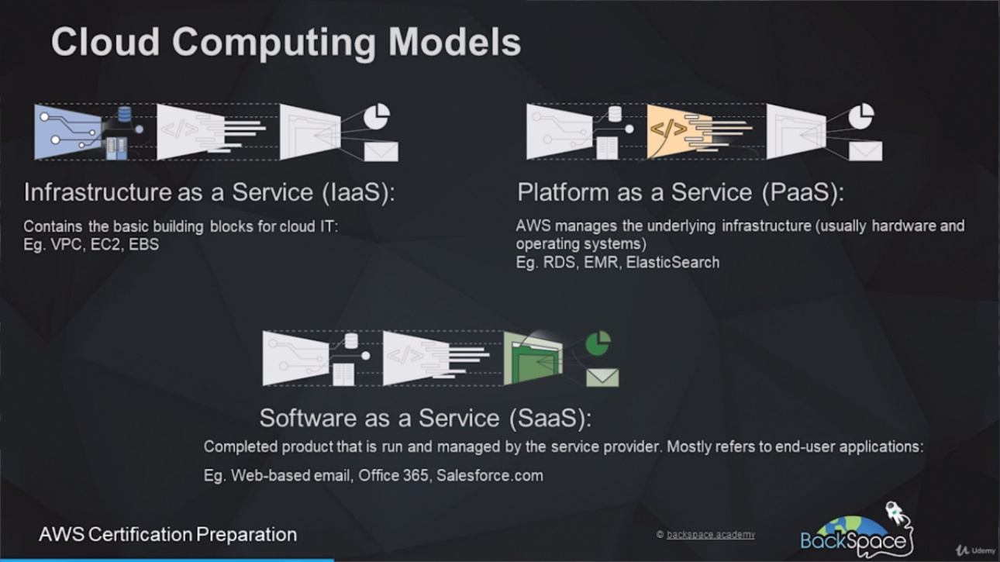 Cloud Computing Models
</>
</>
Infrastructure as a Service (IaaS):
Contains the basic building blocks for cloud IT:
Eg. VPC, EC2, EBS
Platform as a Service (PaaS):
AWS manages the underlying infrastructure (usually hardware and
operating systems)
Eg. RDS, EMR, ElasticSearch
</>
Software as a Service (SaaS):
Completed product that is run and managed by the service provider. Mostly refers to end-user applications:
Eg. Web-based email, Office 365, Salesforce.com
AWS Certification Preparation
© backspace.academy
BackSpace
Udemy